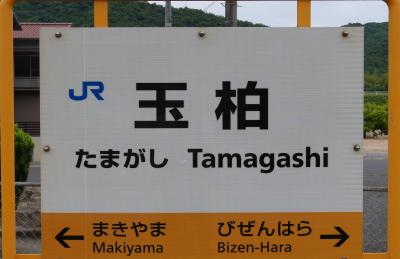 JR
玉柏
たまがし Tamagashi
← まきやま びぜんはら →
Makiyama Bizen-Hara